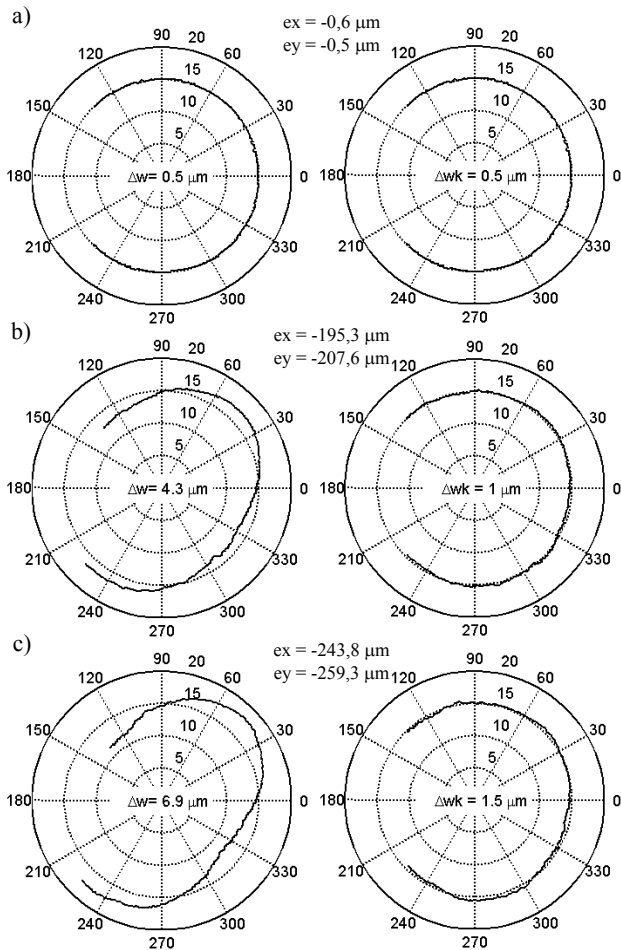 a)
ex = -0,6 µm
ey = -0,5 µm
90
120 20 60
15
150 10 30
5
180 Δw= 0.5 µm 0
210 330
240 300
270
90
120 20 60
15
150 10 30
5
180 Δwk = 0.5 µm 0
210 330
240 300
270
b)
ex = -195,3 µm
ey = -207,6 µm
90
120 20 60
15
150 10 30
5
180 Δw= 4.3 µm 0
210 330
240 300
270
90
120 20 60
15
150 10 30
5
180 Δwk = 1 µm 0
210 330
240 300
270
c)
ex = -243,8 µm
ey = -259,3 µm
90
120 20 60
15
150 10 30
5
180 Δw= 6.9 µm 0
210 330
240 300
270
90
120 20 60
15
150 10 30
5
180 Δwk = 1.5 µm 0
210 330
240 300
270